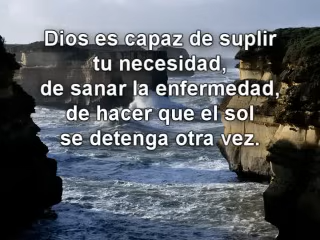 Dios es capaz de suplir
tu necesidad,
de sanar la enfermedad,
de hacer que el sol
se detenga otra vez.